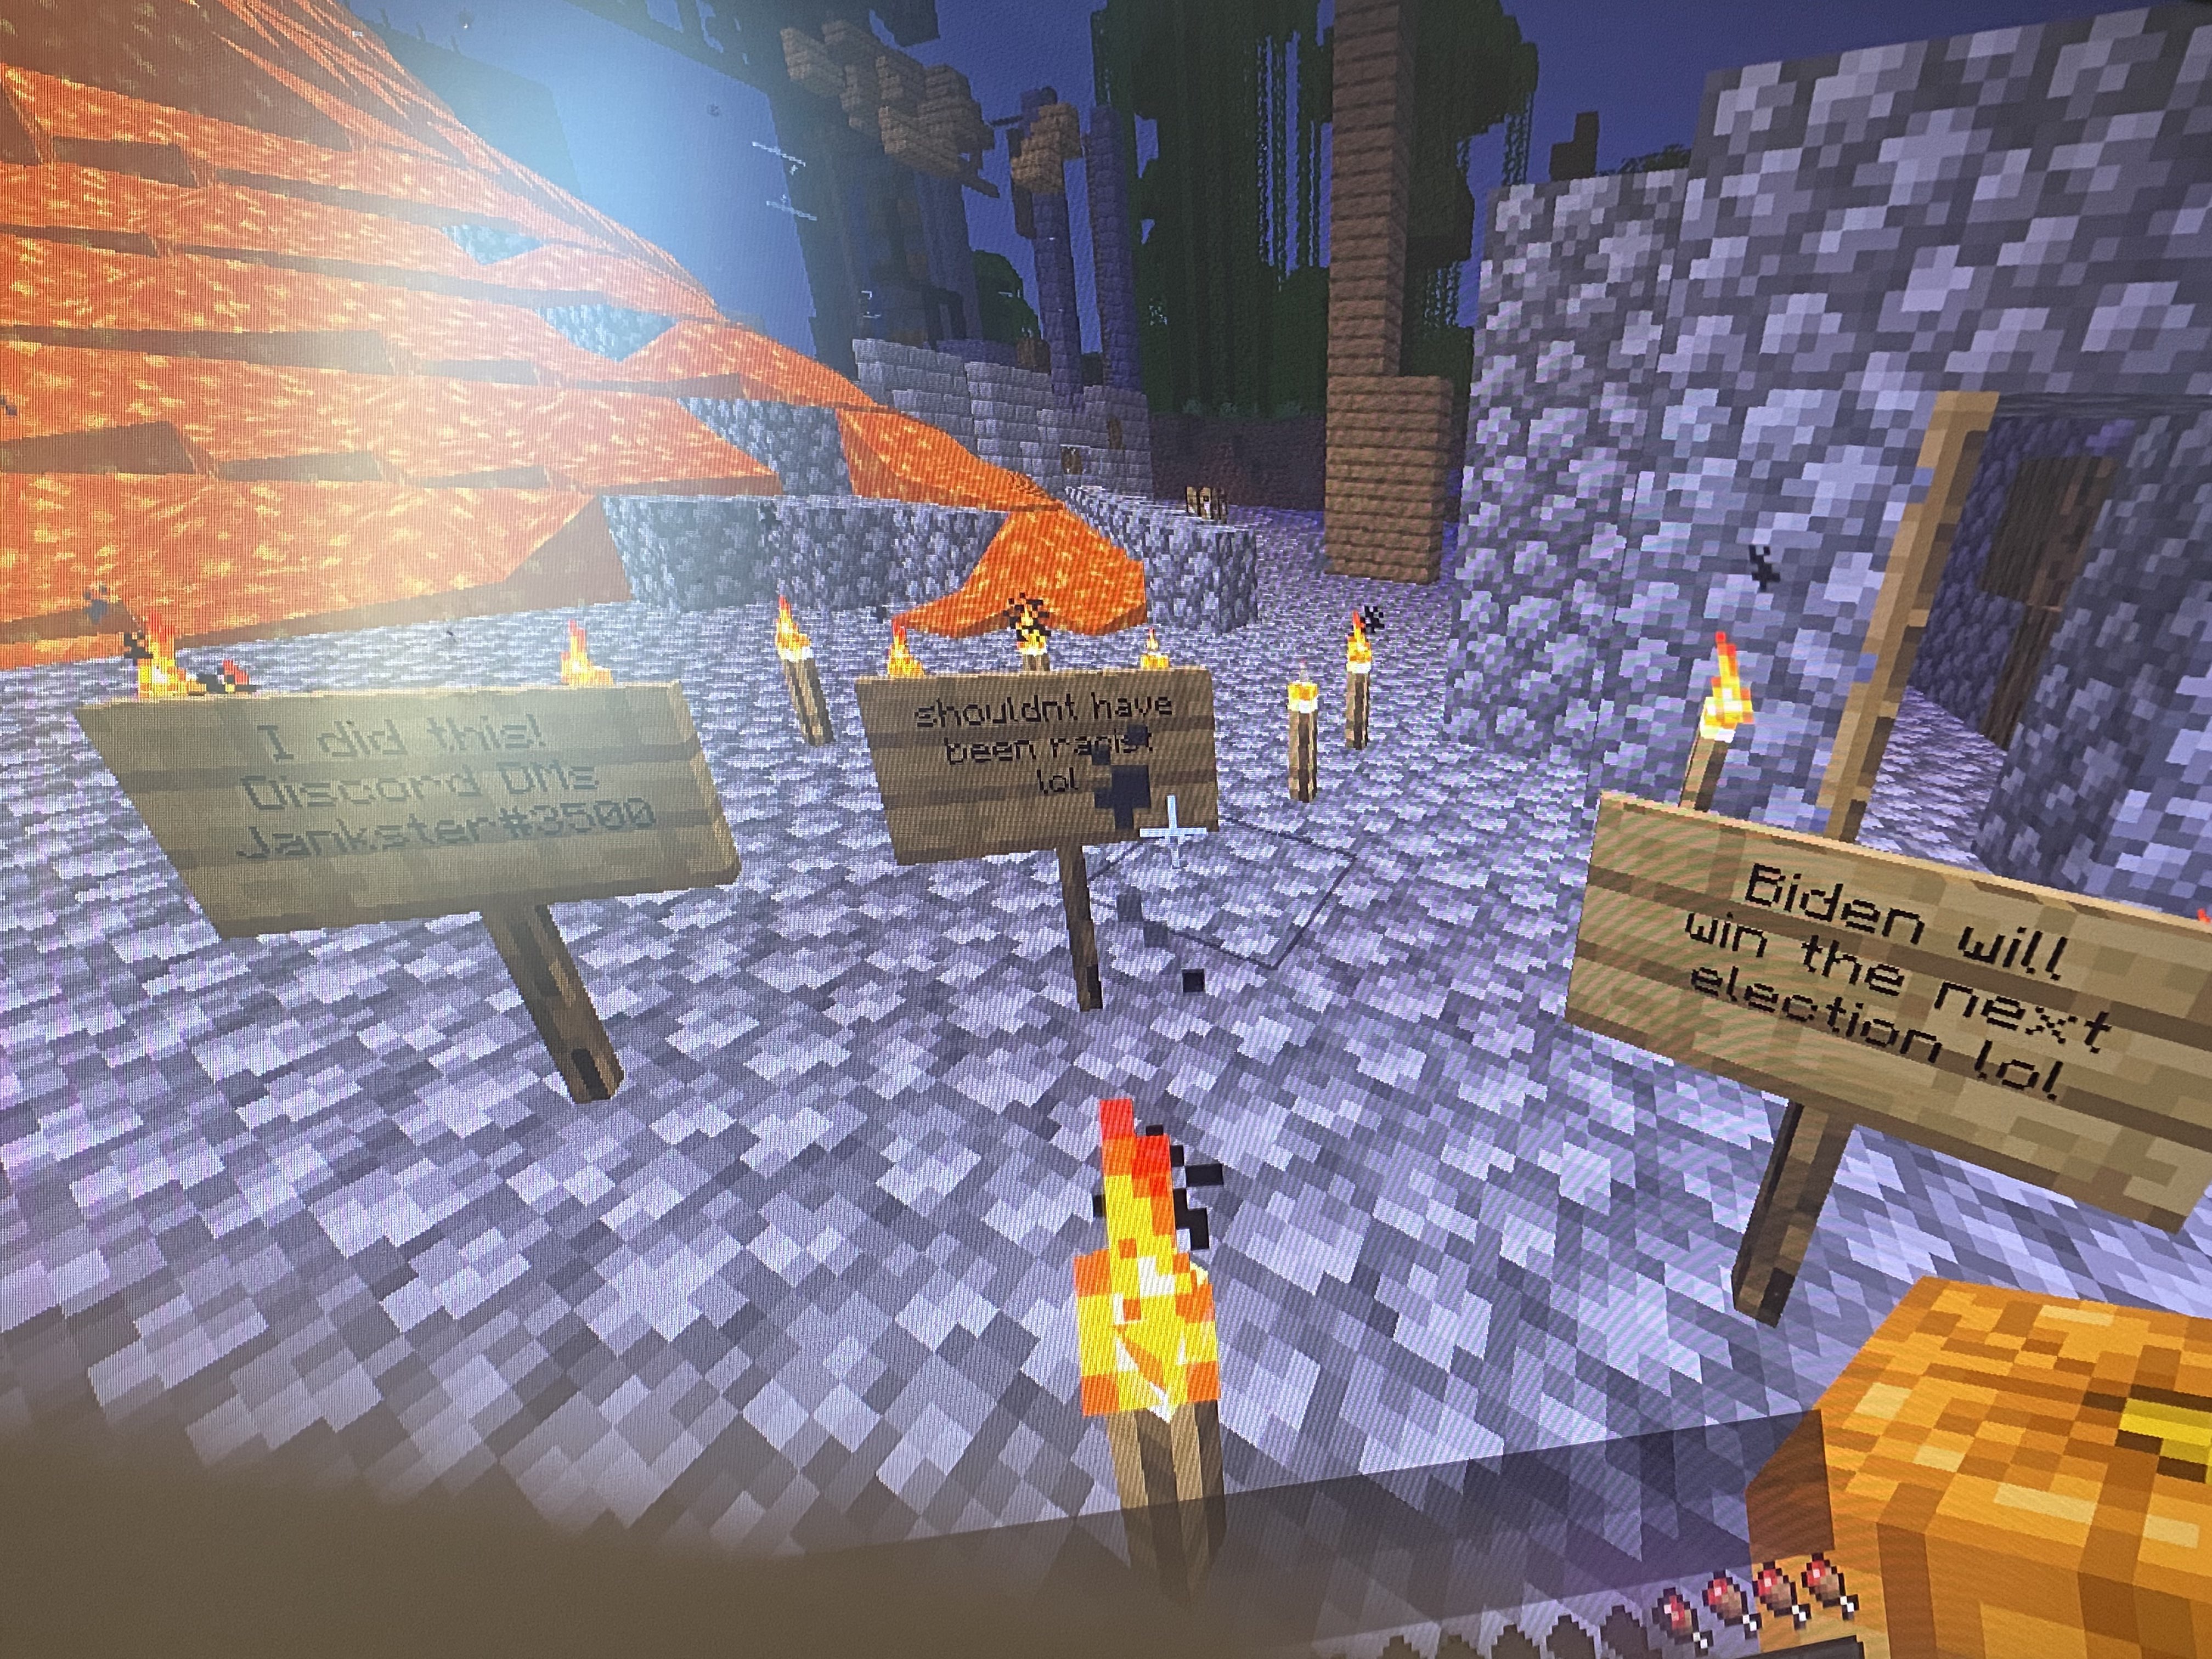 I did this!
Discord DMs
Jankster#3500
shouldnt have
been racist
lol
Biden will
win the next
election lol